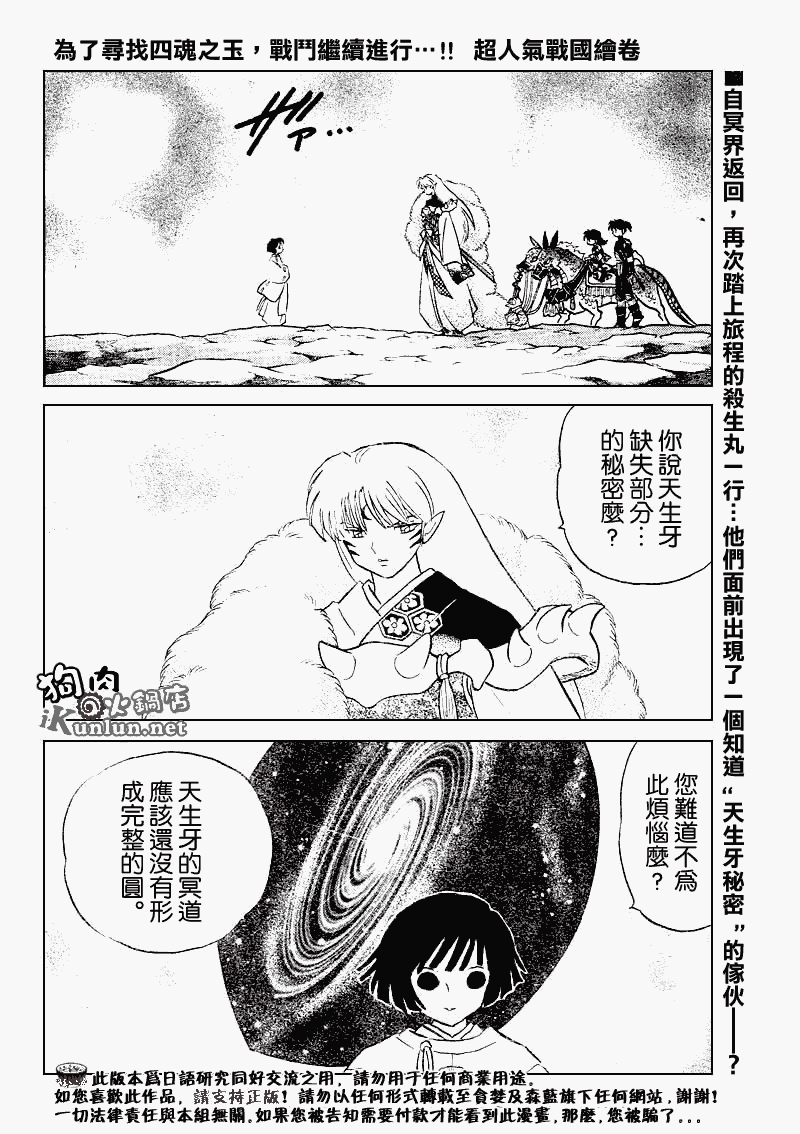 為了尋找四魂之玉，戰鬥繼續進行…!! 超人氣戰國繪卷
自冥界返回，再次踏上旅程的殺生丸一行…他們面前出現了一個知道“天生牙秘密”的傢伙——？
ザァ…
你說天生牙
缺失部分…
的秘密麼？
狗肉
火鍋店
iKunlun.net
您難道不為
此煩惱麼？
天生牙的冥道
應該還沒有形
成完整的圓。
此版本爲日語研究同好交流之用，請勿用于任何商業用途。
如您喜歡此作品，請支持正版！請勿以任何形式轉載至貪婪及森藍旗下任何網站，謝謝!
一切法律責任與本組無關。如果您被告知需要付款才能看到此漫畫，那麼，您被騙了...